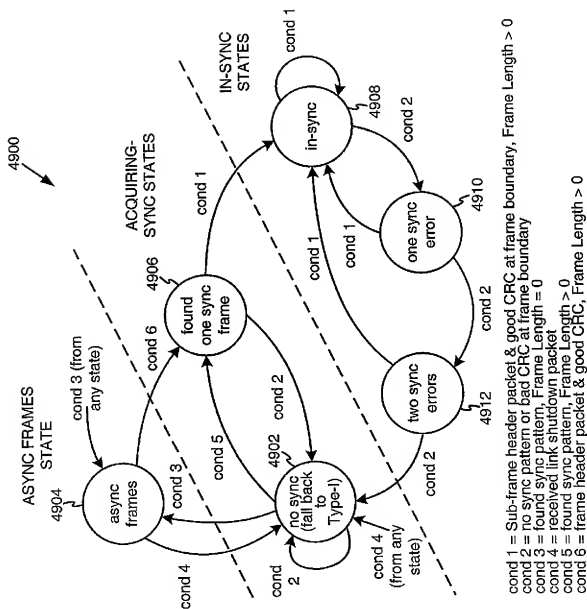 4900
ASYNC FRAMES
STATE
4904
async
frames
cond 3 (from
any state)
cond 6
ACQUIRING-
SYNC STATES
4906
found
one sync
frame
cond 1
IN-SYNC
STATES
cond 1
4908
in-sync
cond 4
cond 3
cond 5
cond 2
4902
no sync
(fall back
to
Type-I)
cond
2
cond 4
(from any
state)
cond 2
cond 1
cond 1
cond 2
4910
one sync
error
cond 2
two sync
errors
4912
cond 1 = Sub-frame header packet & good CRC at frame boundary, Frame Length > 0
cond 2 = no sync pattern or bad CRC at frame boundary
cond 3 = found sync pattern, Frame Length = 0
cond 4 = received link shutdown packet
cond 5 = found sync pattern, Frame Length > 0
cond 6 = frame header packet & good CRC, Frame Length > 0